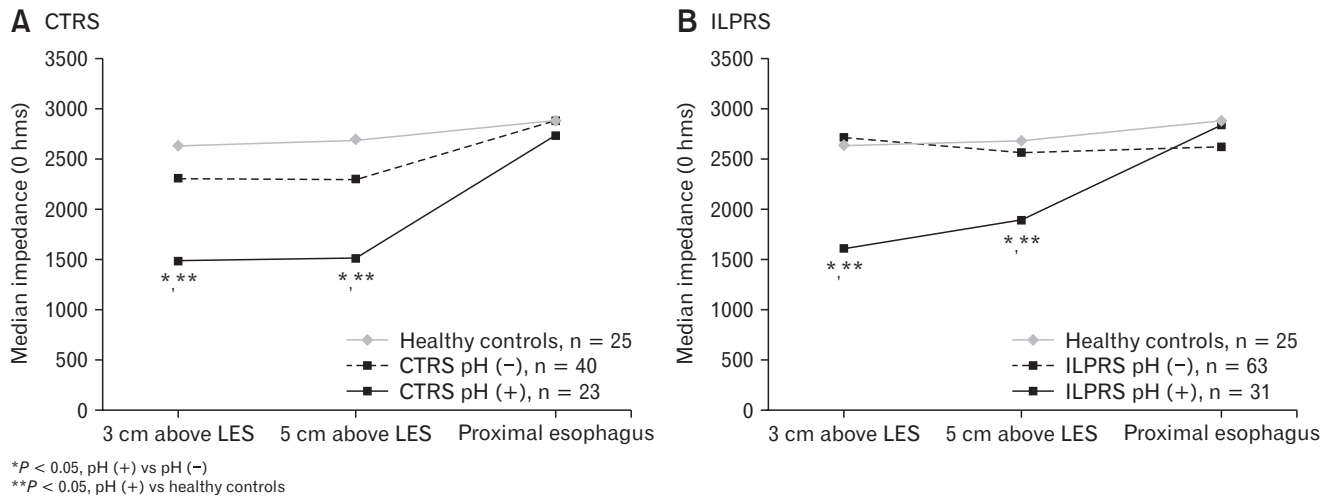 A CTRS
Median impedance (0 hms)
3500
3000
2500
2000
1500
1000
500
0
*,**
*,**
Healthy controls, n = 25
CTRS pH (−), n = 40
CTRS pH (+), n = 23
3 cm above LES
5 cm above LES
Proximal esophagus
B ILPRS
Median impedance (0 hms)
3500
3000
2500
2000
1500
1000
500
0
*,**
*,**
Healthy controls, n = 25
ILPRS pH (−), n = 63
ILPRS pH (+), n = 31
3 cm above LES
5 cm above LES
Proximal esophagus
*P < 0.05, pH (+) vs pH (−)
**P < 0.05, pH (+) vs healthy controls